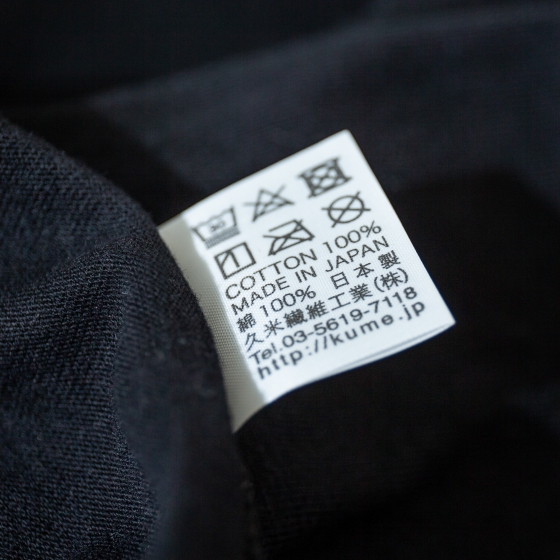 30
COTTON 100%
MADE IN JAPAN
綿100% 日本製
久米繊維工業(株)
Tel.03-5619-7118
http://kume.jp